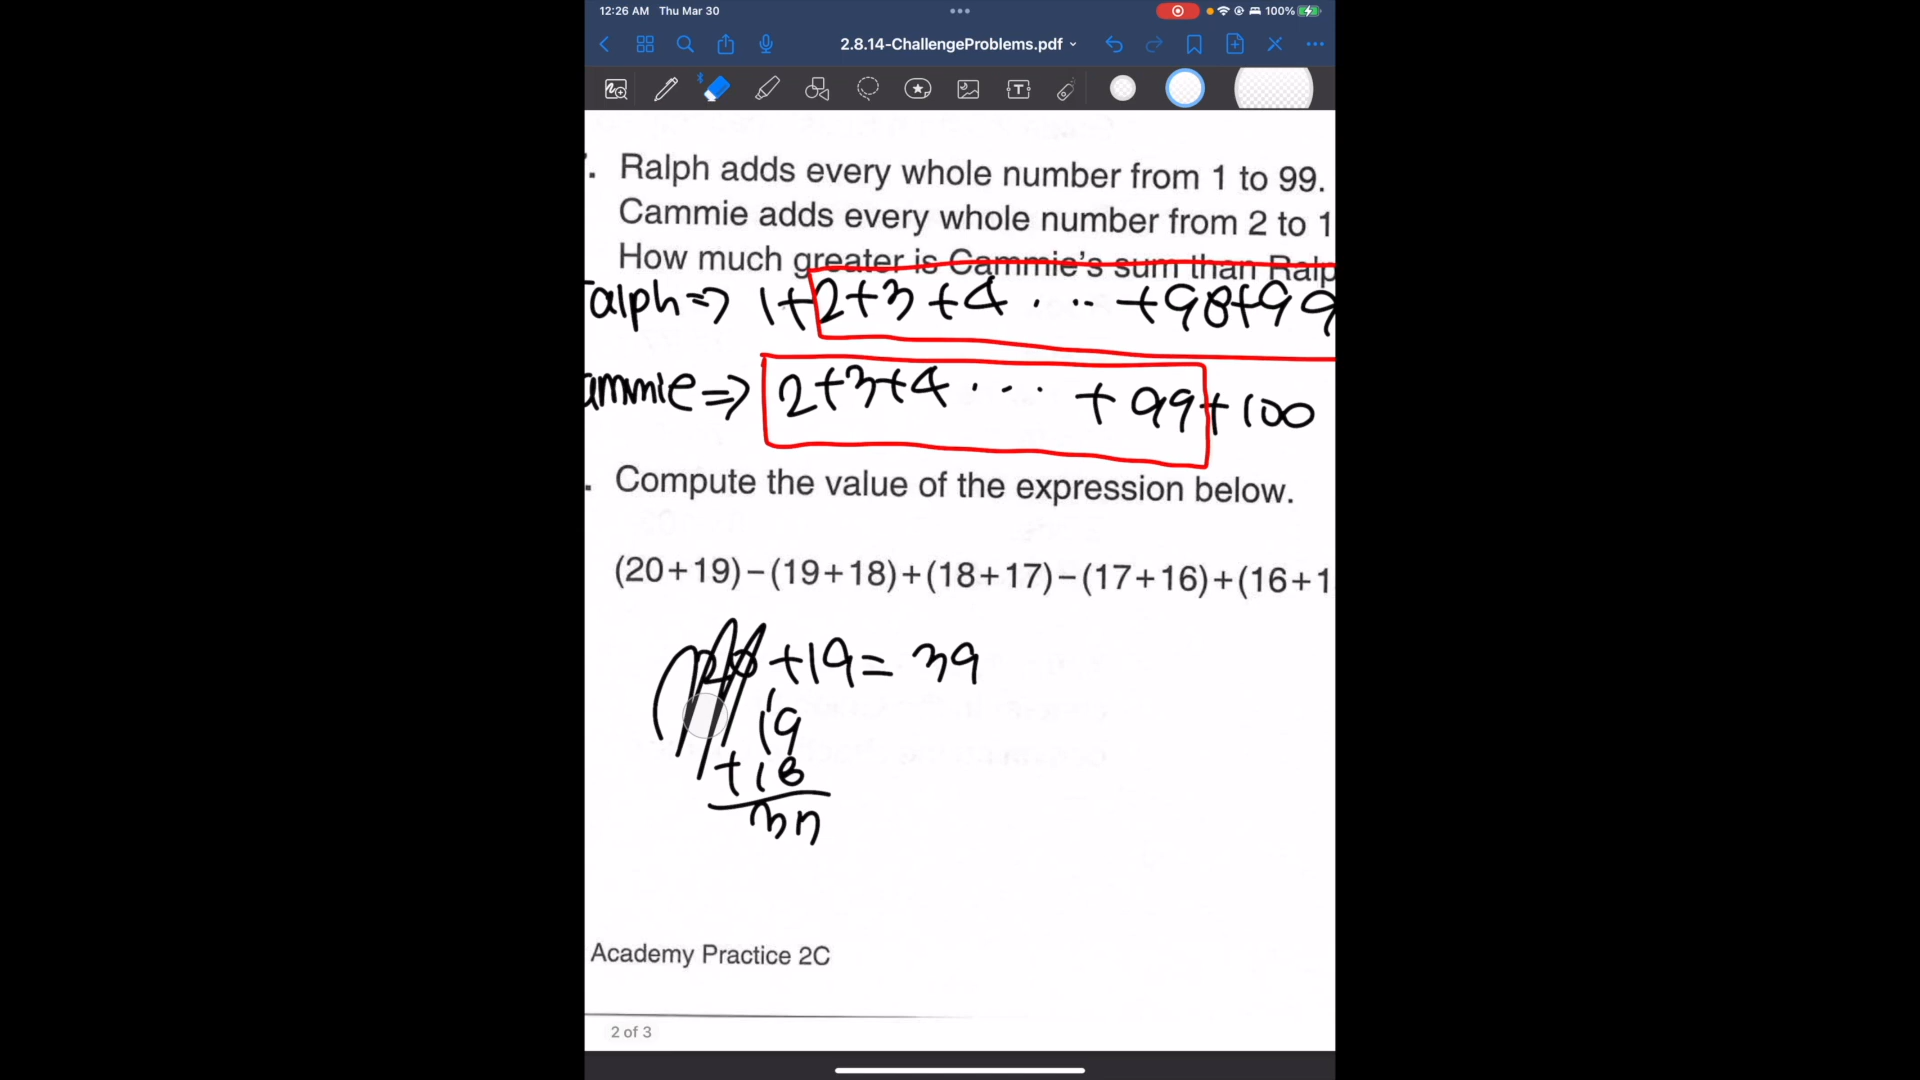 12:26 AM Thu Mar 30
100%
2.8.14-ChallengeProblems.pdf
. Ralph adds every whole number from 1 to 99.
Cammie adds every whole number from 2 to 1
How much greater is Cammie's sum than Ralp
alph => 1+2+3+4 ... +98+99
ammie => 2+3+4 ... +99+100
. Compute the value of the expression below.
(20+19)-(19+18)+(18+17)-(17+16)+(16+1
20+19=39
1
19
+18
37
Academy Practice 2C
2 of 3